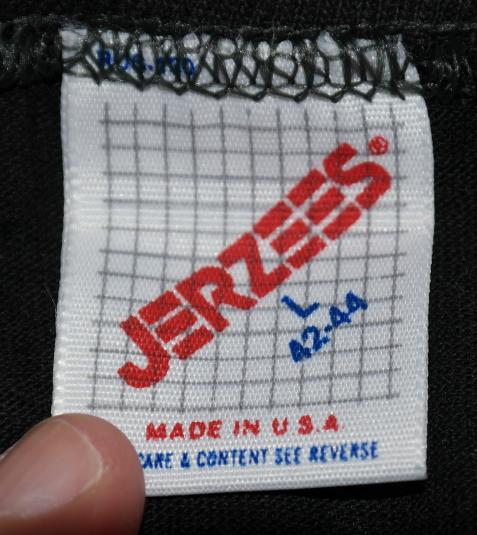 JERZEES®
L
42-44
MADE IN U.S.A.
CARE & CONTENT SEE REVERSE